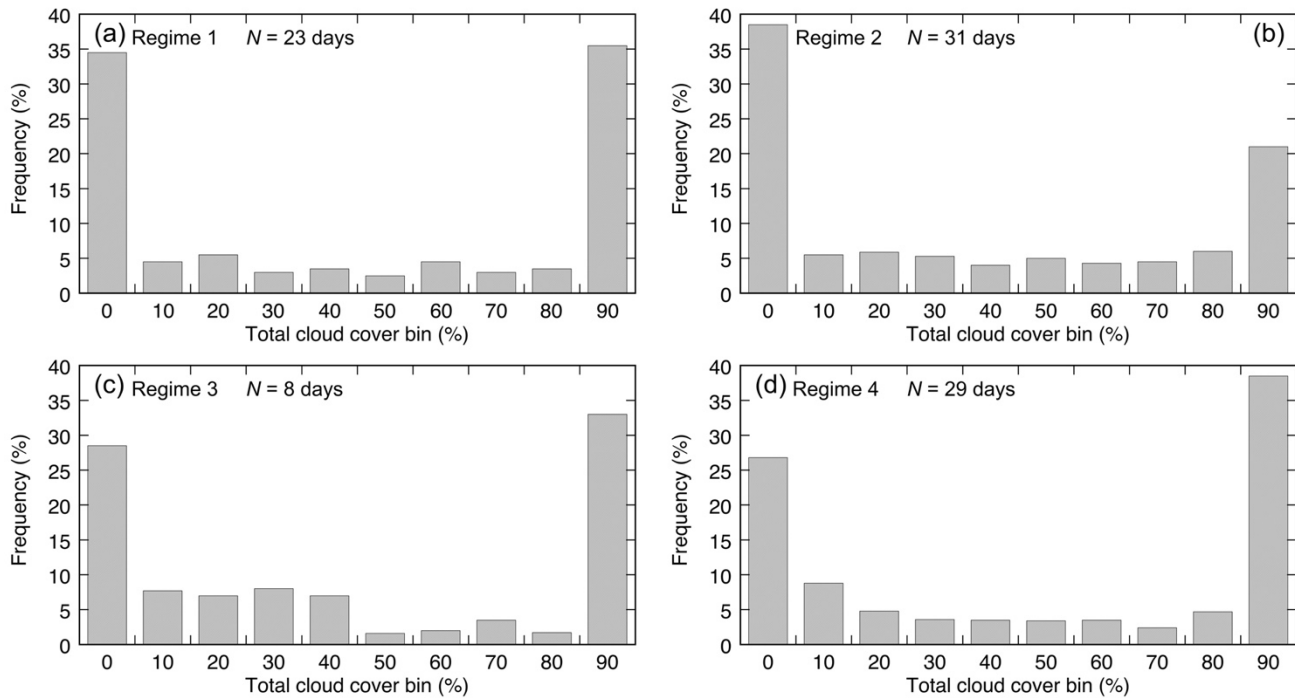 (a) Regime 1 N = 23 days
Frequency (%)
40
35
30
25
20
15
10
5
0
0 10 20 30 40 50 60 70 80 90
Total cloud cover bin (%)
Regime 2 N = 31 days (b)
Frequency (%)
40
35
30
25
20
15
10
5
0
0 10 20 30 40 50 60 70 80 90
Total cloud cover bin (%)
(c) Regime 3 N = 8 days
Frequency (%)
40
35
30
25
20
15
10
5
0
0 10 20 30 40 50 60 70 80 90
Total cloud cover bin (%)
(d) Regime 4 N = 29 days
Frequency (%)
40
35
30
25
20
15
10
5
0
0 10 20 30 40 50 60 70 80 90
Total cloud cover bin (%)